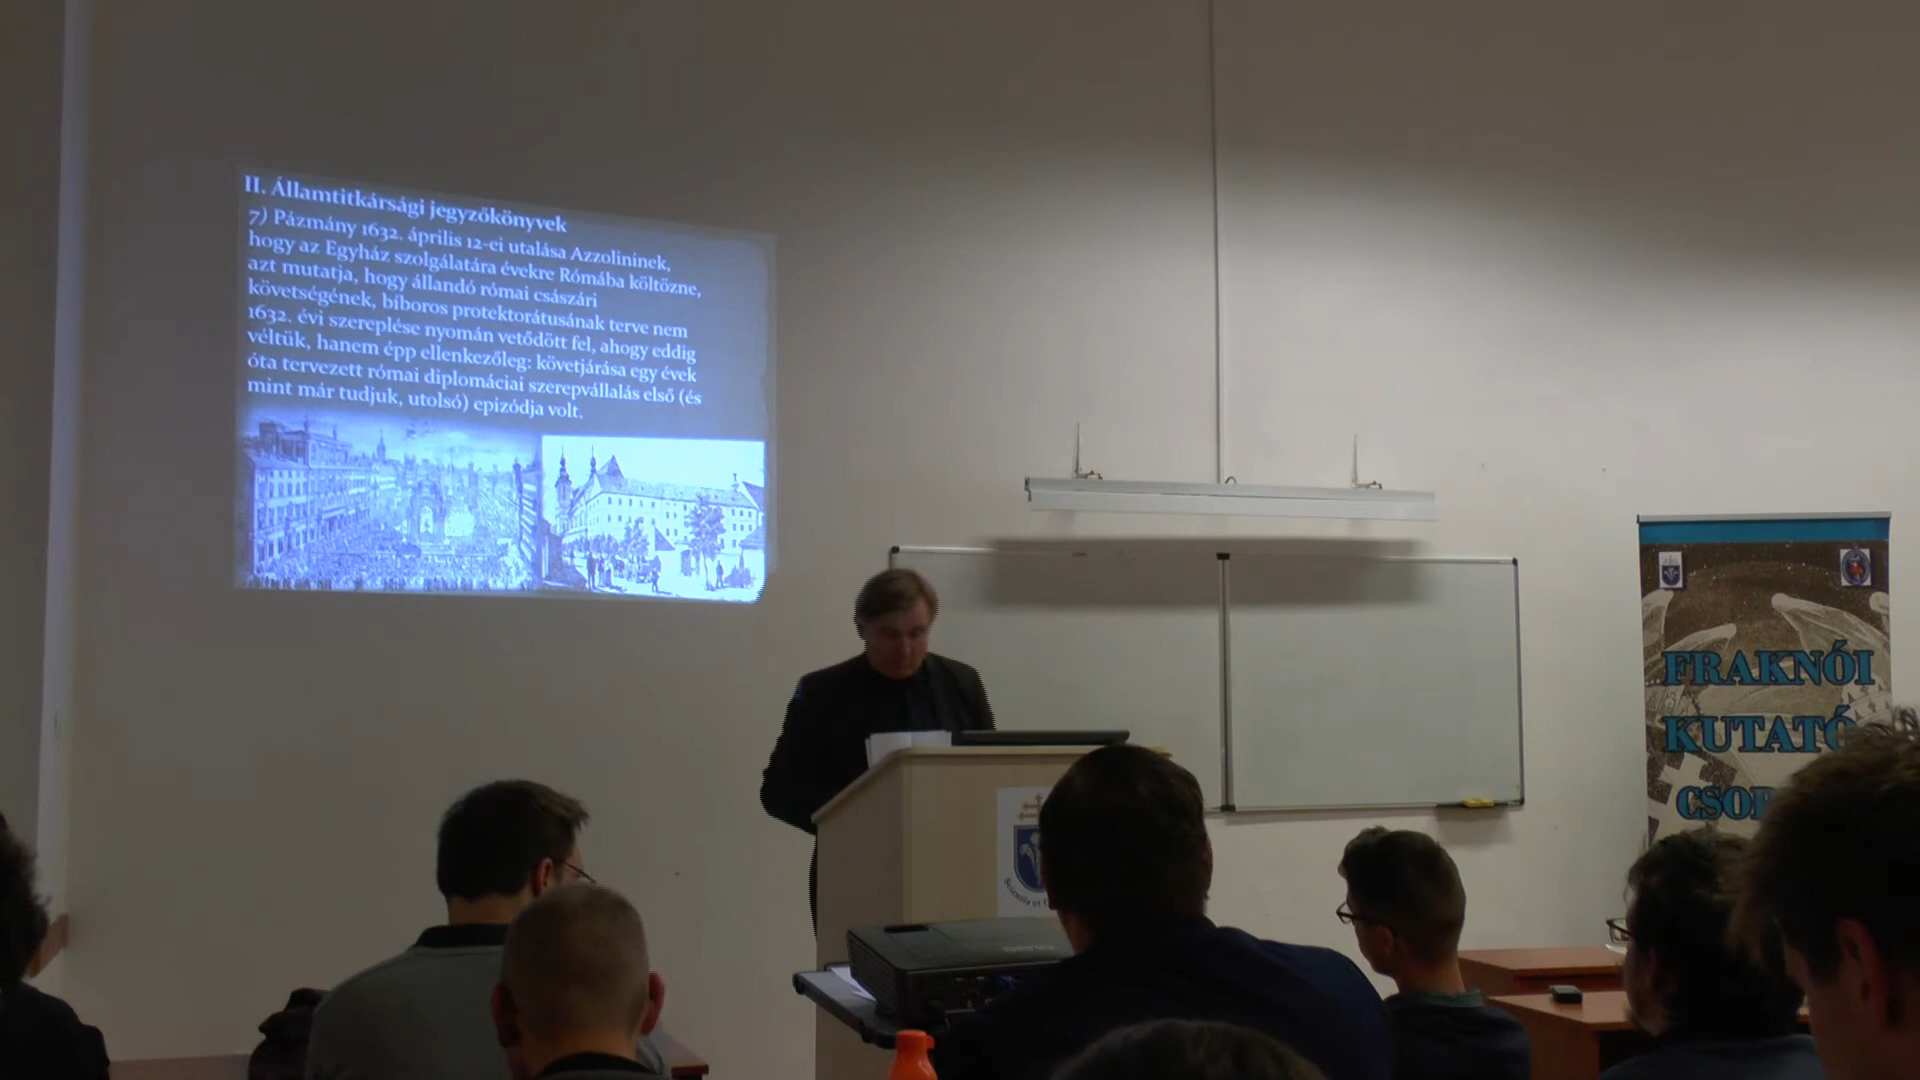 II. Államtitkársági jegyzőkönyvek
7) Pázmány 1632. április 12-ei utalása Azzolininek,
hogy az Egyház szolgálatára évekre Rómába költözne,
azt mutatja, hogy állandó római császári
követségének, bíboros protektorátusának terve nem
1632. évi szereplése nyomán vetődött fel, ahogy eddig
véltük, hanem épp ellenkezőleg: követjárása egy évek
óta tervezett római diplomáciai szerepvállalás első (és
mint már tudjuk, utolsó) epizódja volt.
FRAKNÓI
KUTATÓ
CSOP
Scientia et
BenQ